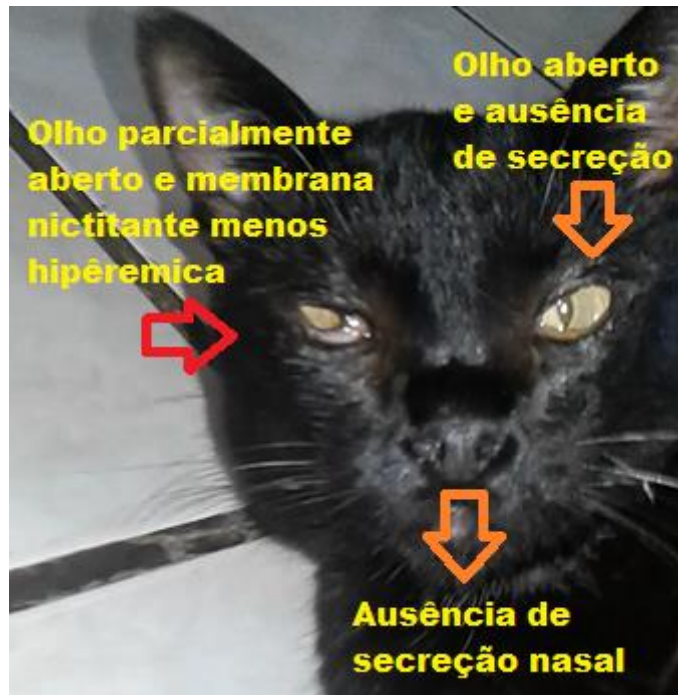 Olho aberto
e ausência
de secreção
Olho parcialmente
aberto e membrana
nictitante menos
hipêremica
Ausência de
secreção nasal